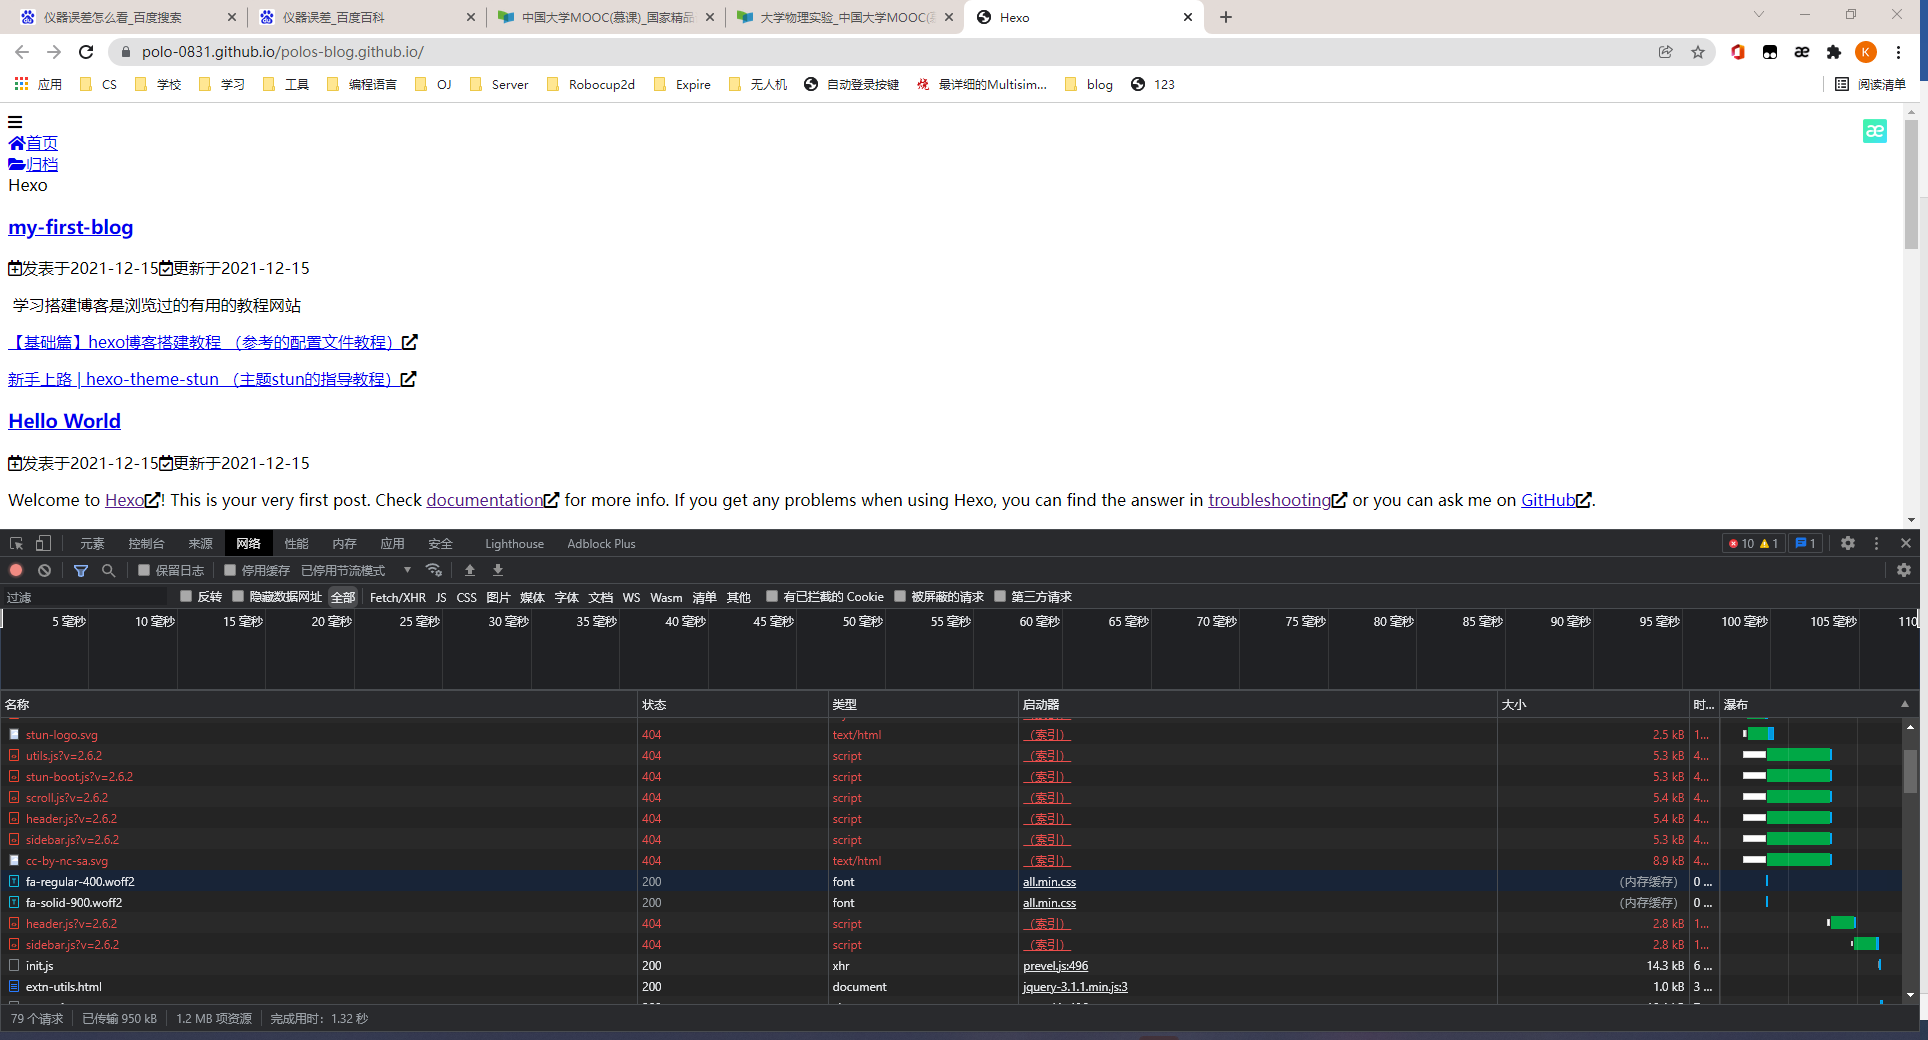 仪器误差怎么看_百度搜索 仪器误差_百度百科 中国大学MOOC(慕课)_国家精品 大学物理实验_中国大学MOOC(慕 Hexo
polo-0831.github.io/polos-blog.github.io/ æ K
应用 CS 学校 学习 工具 编程语言 OJ Server Robocup2d Expire 无人机 自动登录按键 最详细的Multisim... blog 123 阅读清单
æ
首页
归档
Hexo
my-first-blog
发表于2021-12-15更新于2021-12-15
学习搭建博客是浏览过的有用的教程网站
【基础篇】hexo博客搭建教程 （参考的配置文件教程）
新手上路 | hexo-theme-stun （主题stun的指导教程）
Hello World
发表于2021-12-15更新于2021-12-15
Welcome to Hexo! This is your very first post. Check documentation for more info. If you get any problems when using Hexo, you can find the answer in troubleshooting or you can ask me on GitHub.
元素 控制台 来源 网络 性能 内存 应用 安全 Lighthouse Adblock Plus 10 1 1
保留日志 停用缓存 已停用节流模式
过滤 反转 隐藏数据网址 全部 Fetch/XHR JS CSS 图片 媒体 字体 文档 WS Wasm 清单 其他 有已拦截的 Cookie 被屏蔽的请求 第三方请求
5 毫秒 10 毫秒 15 毫秒 20 毫秒 25 毫秒 30 毫秒 35 毫秒 40 毫秒 45 毫秒 50 毫秒 55 毫秒 60 毫秒 65 毫秒 70 毫秒 75 毫秒 80 毫秒 85 毫秒 90 毫秒 95 毫秒 100 毫秒 105 毫秒 110
名称 状态 类型 启动器 大小 时... 瀑布
stun-logo.svg 404 text/html （索引） 2.5 kB 1...
utils.js?v=2.6.2 404 script （索引） 5.3 kB 4...
stun-boot.js?v=2.6.2 404 script （索引） 5.3 kB 4...
scroll.js?v=2.6.2 404 script （索引） 5.4 kB 4...
header.js?v=2.6.2 404 script （索引） 5.4 kB 4...
sidebar.js?v=2.6.2 404 script （索引） 5.3 kB 4...
cc-by-nc-sa.svg 404 text/html （索引） 8.9 kB 4...
fa-regular-400.woff2 200 font all.min.css （内存缓存） 0 ...
fa-solid-900.woff2 200 font all.min.css （内存缓存） 0 ...
header.js?v=2.6.2 404 script （索引） 2.8 kB 1...
sidebar.js?v=2.6.2 404 script （索引） 2.8 kB 1...
init.js 200 xhr prevel.js:496 14.3 kB 6 ...
extn-utils.html 200 document jquery-3.1.1.min.js:3 1.0 kB 3 ...
79 个请求 已传输 950 kB 1.2 MB 项资源 完成用时：1.32 秒